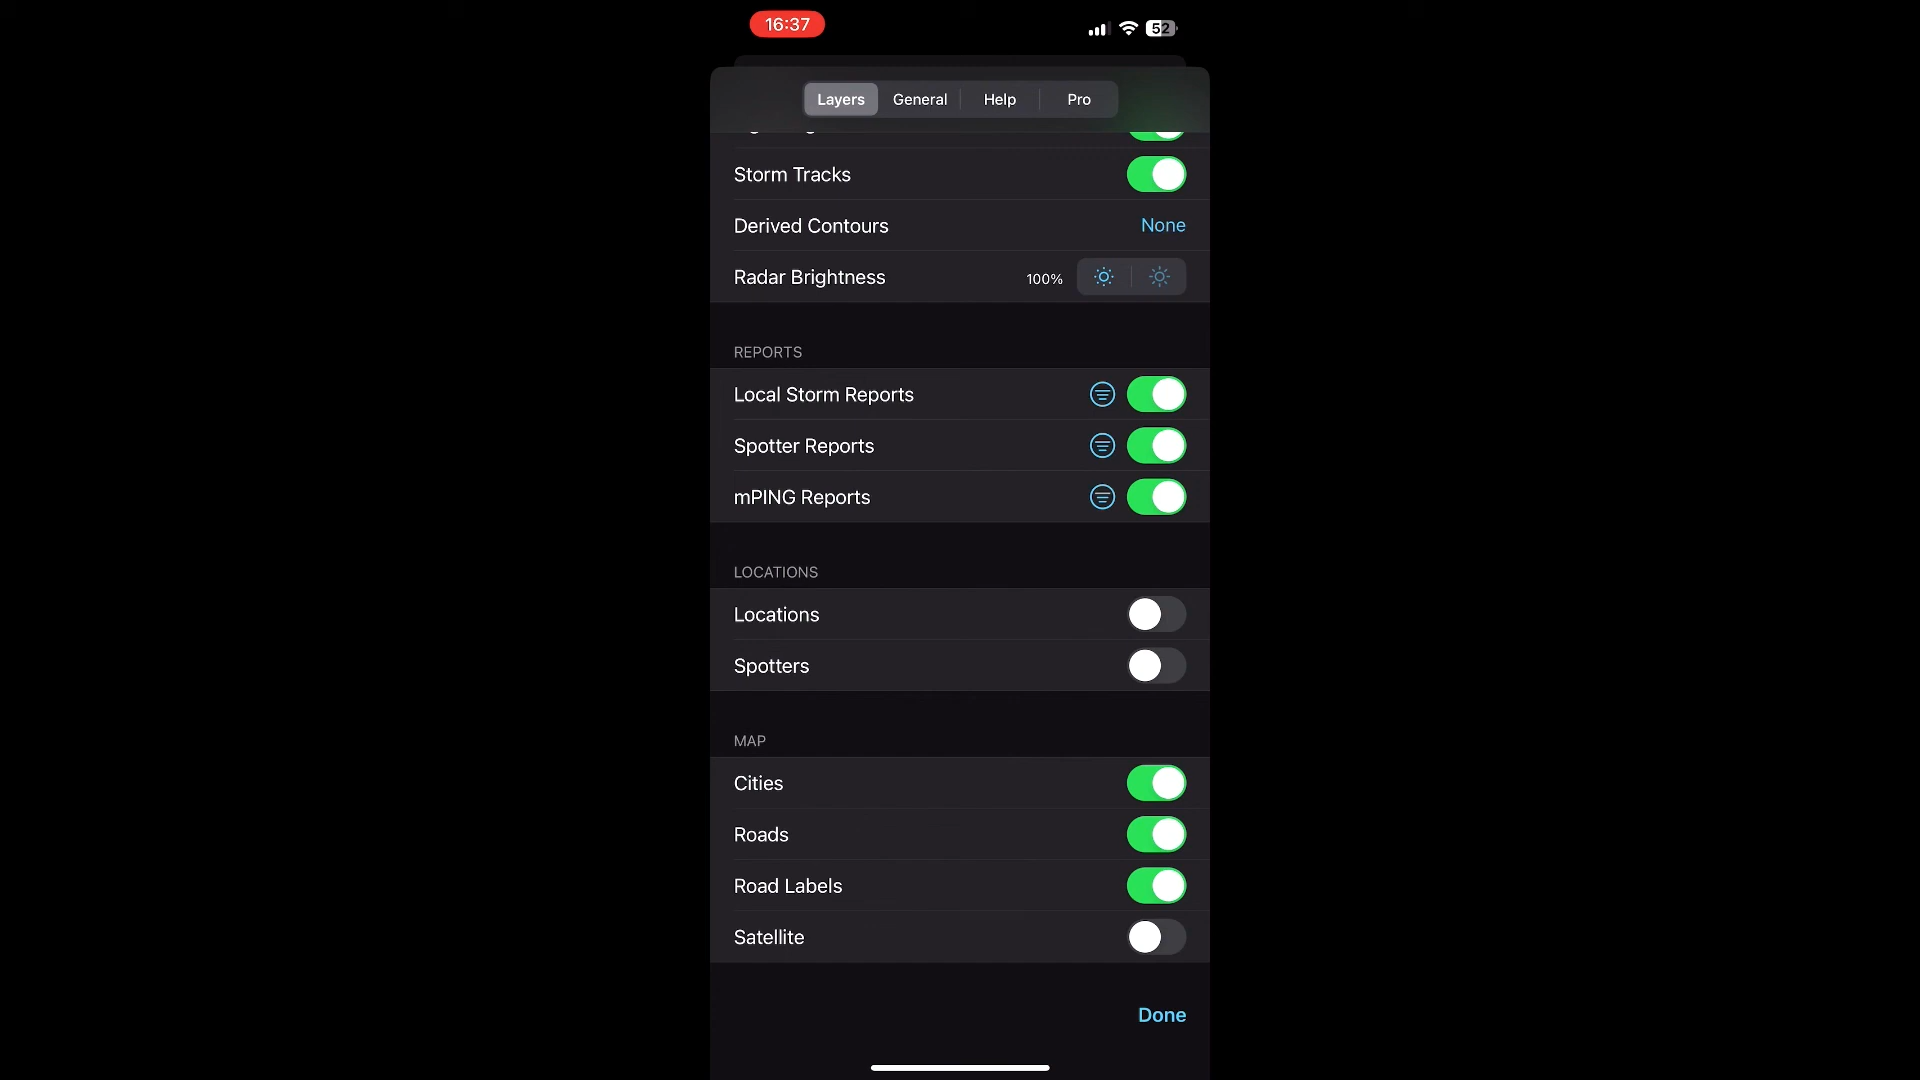 16:37
52
Layers General Help Pro
Storm Tracks
Derived Contours None
Radar Brightness 100%
REPORTS
Local Storm Reports
Spotter Reports
mPING Reports
LOCATIONS
Locations
Spotters
MAP
Cities
Roads
Road Labels
Satellite
Done